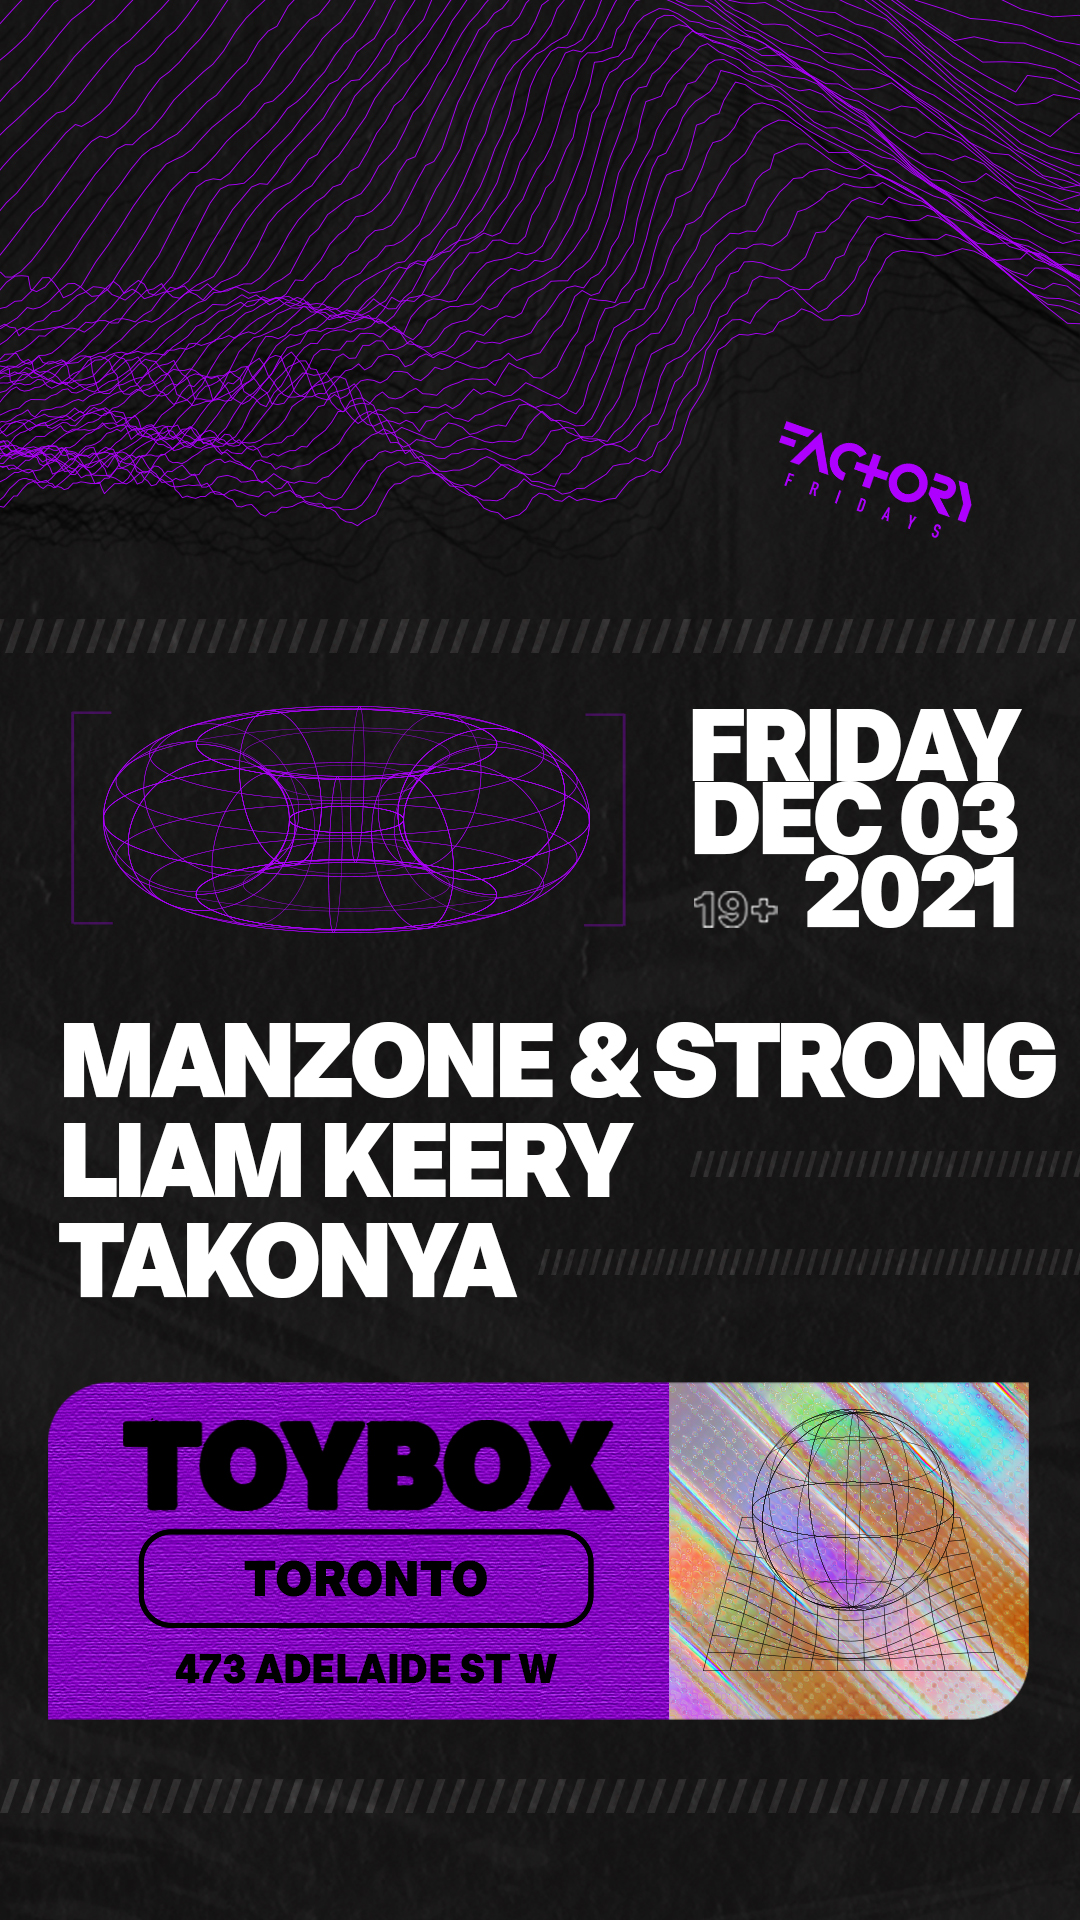 FACTORY
FRIDAYS
FRIDAY
DEC 03
19+ 2021
MANZONE & STRONG
LIAM KEERY
TAKONYA
TOYBOX
TORONTO
473 ADELAIDE ST W